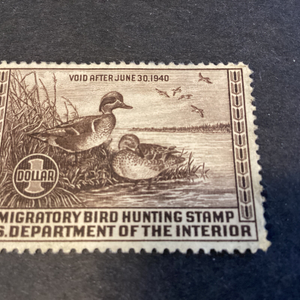 VOID AFTER JUNE 30, 1940
1
DOLLAR
MIGRATORY BIRD HUNTING STAMP
S. DEPARTMENT OF THE INTERIOR